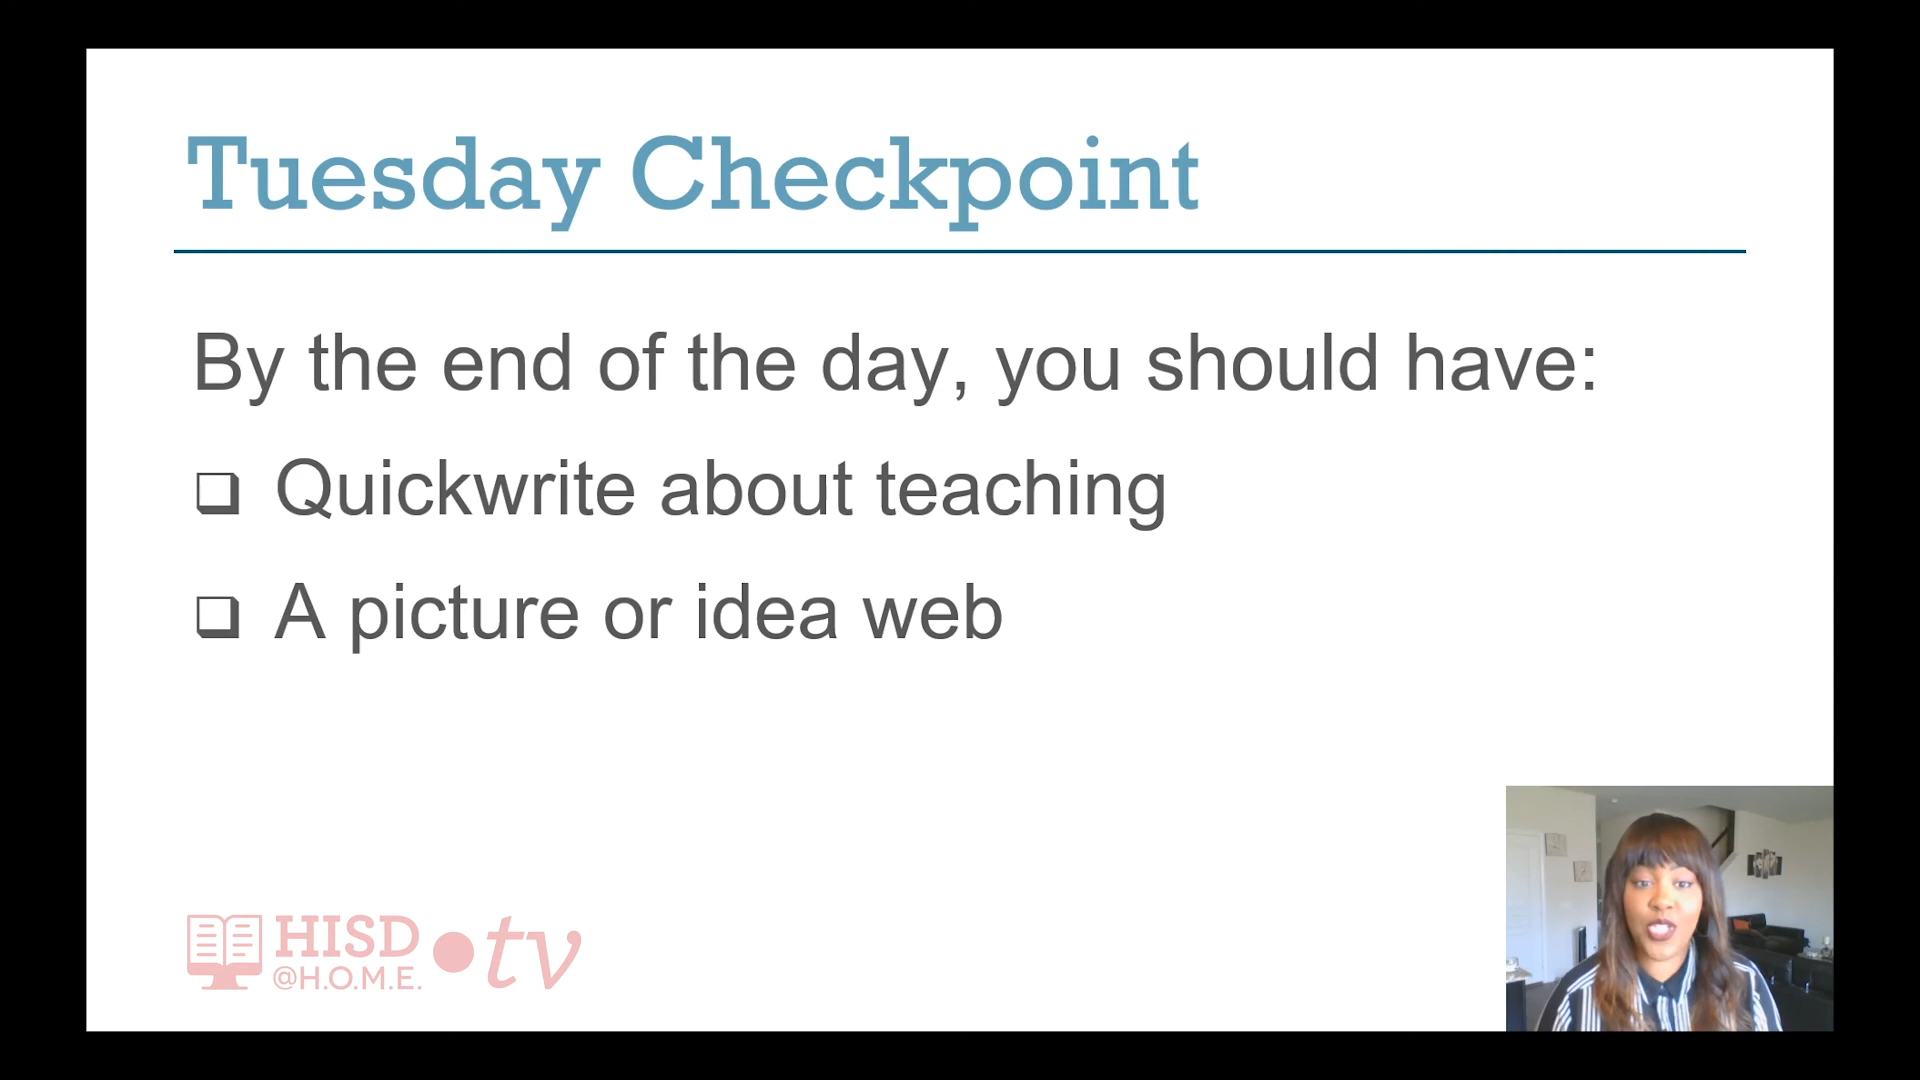 Tuesday Checkpoint
By the end of the day, you should have:
❑ Quickwrite about teaching
❑ A picture or idea web
HISD
@H.O.M.E.
tv